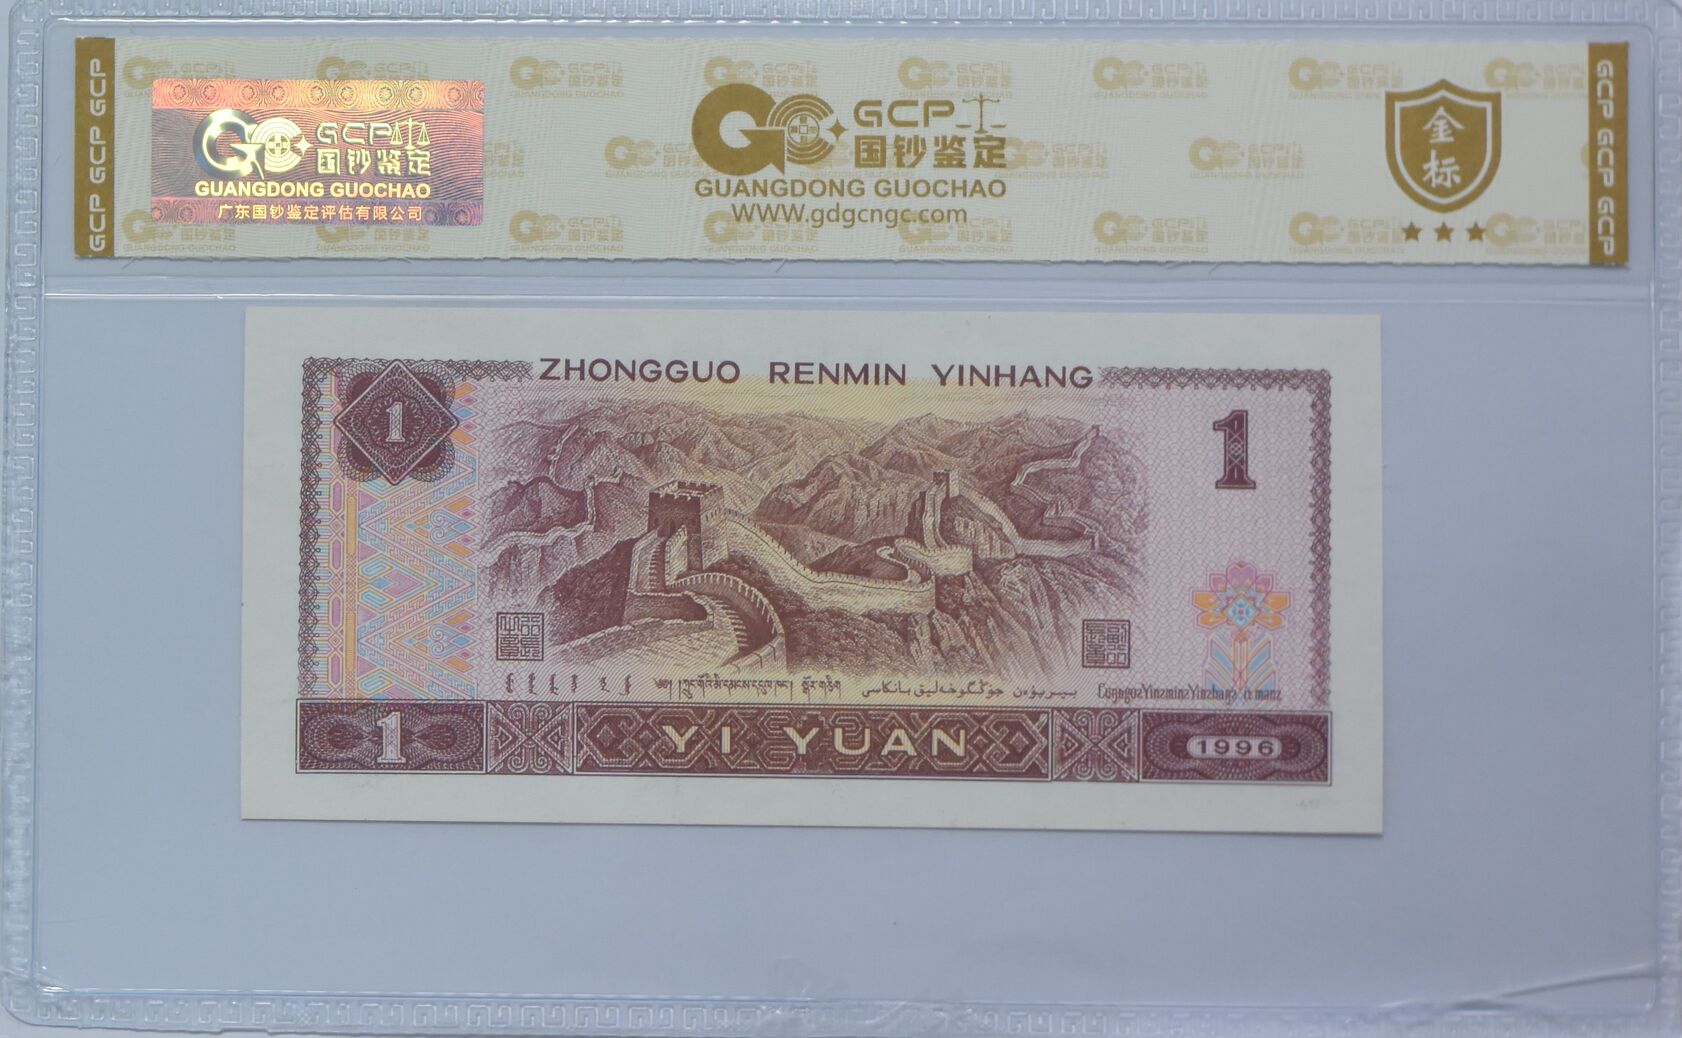 GCP GCP GCP
GCP 国钞鉴定
GUANGDONG GUOCHAO
广东国钞鉴定评估有限公司
GCP
国钞鉴定
GUANGDONG GUOCHAO
WWW.gdgcngc.com
金标
GCP GCP GCP
ZHONGGUO RENMIN YINHANG
1
1
YI YUAN
1
1996